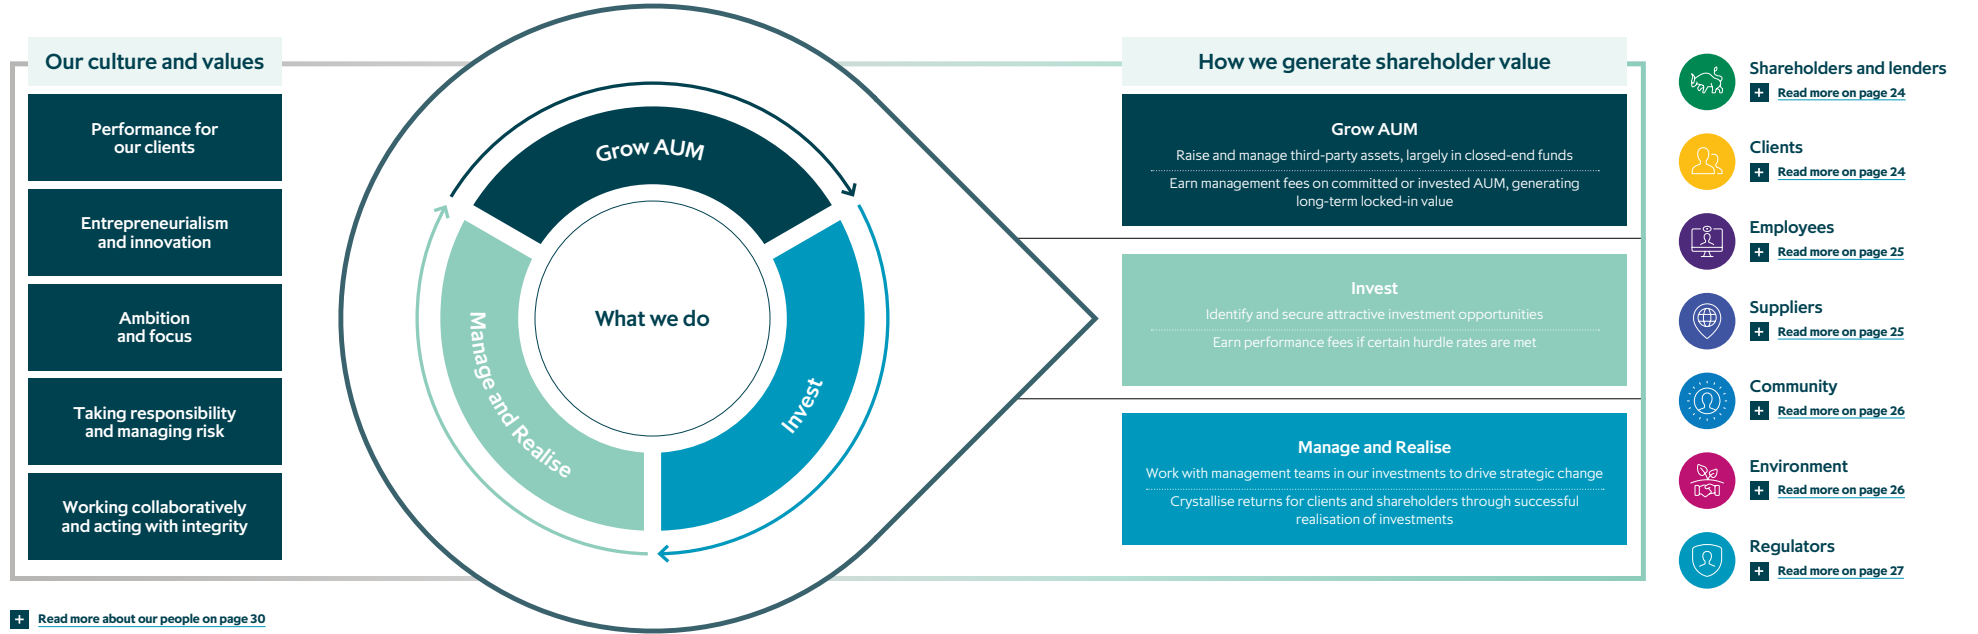 Our culture and values
Performance for
our clients
Entrepreneurialism
and innovation
Ambition
and focus
Taking responsibility
and managing risk
Working collaboratively
and acting with integrity
Read more about our people on page 30
Grow AUM
Invest
Manage and Realise
What we do
How we generate shareholder value
Grow AUM
Raise and manage third-party assets, largely in closed-end funds
Earn management fees on committed or invested AUM, generating
long-term locked-in value
Invest
Identify and secure attractive investment opportunities
Earn performance fees if certain hurdle rates are met
Manage and Realise
Work with management teams in our investments to drive strategic change
Crystallise returns for clients and shareholders through successful
realisation of investments
Shareholders and lenders
Read more on page 24
Clients
Read more on page 24
Employees
Read more on page 25
Suppliers
Read more on page 25
Community
Read more on page 26
Environment
Read more on page 26
Regulators
Read more on page 27